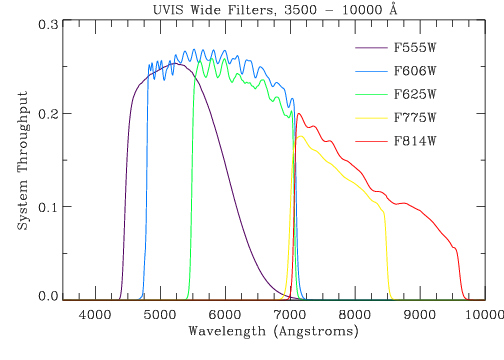 UVIS Wide Filters, 3500 – 10000 Å
0.3
0.2
0.1
0.0
System Throughput
F555W
F606W
F625W
F775W
F814W
4000 5000 6000 7000 8000 9000 10000
Wavelength (Angstroms)